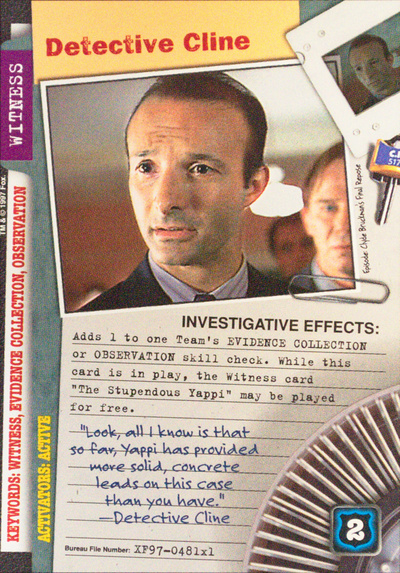 Detective Cline
WITNESS
TM & © 1997 Fox.
KEYWORDS: WITNESS, EVIDENCE COLLECTION, OBSERVATION
ACTIVATORS: ACTIVE
Episode: Clyde Bruckman's Final Repose
INVESTIGATIVE EFFECTS:
Adds 1 to one Team's EVIDENCE COLLECTION
or OBSERVATION skill check. While this
card is in play, the Witness card
"The Stupendous Yappi" may be played
for free.
"Look, all I know is that
so far, Yappi has provided
more solid, concrete
leads on this case
than you have."
—Detective Cline
2
Bureau File Number: XF97-0481x1